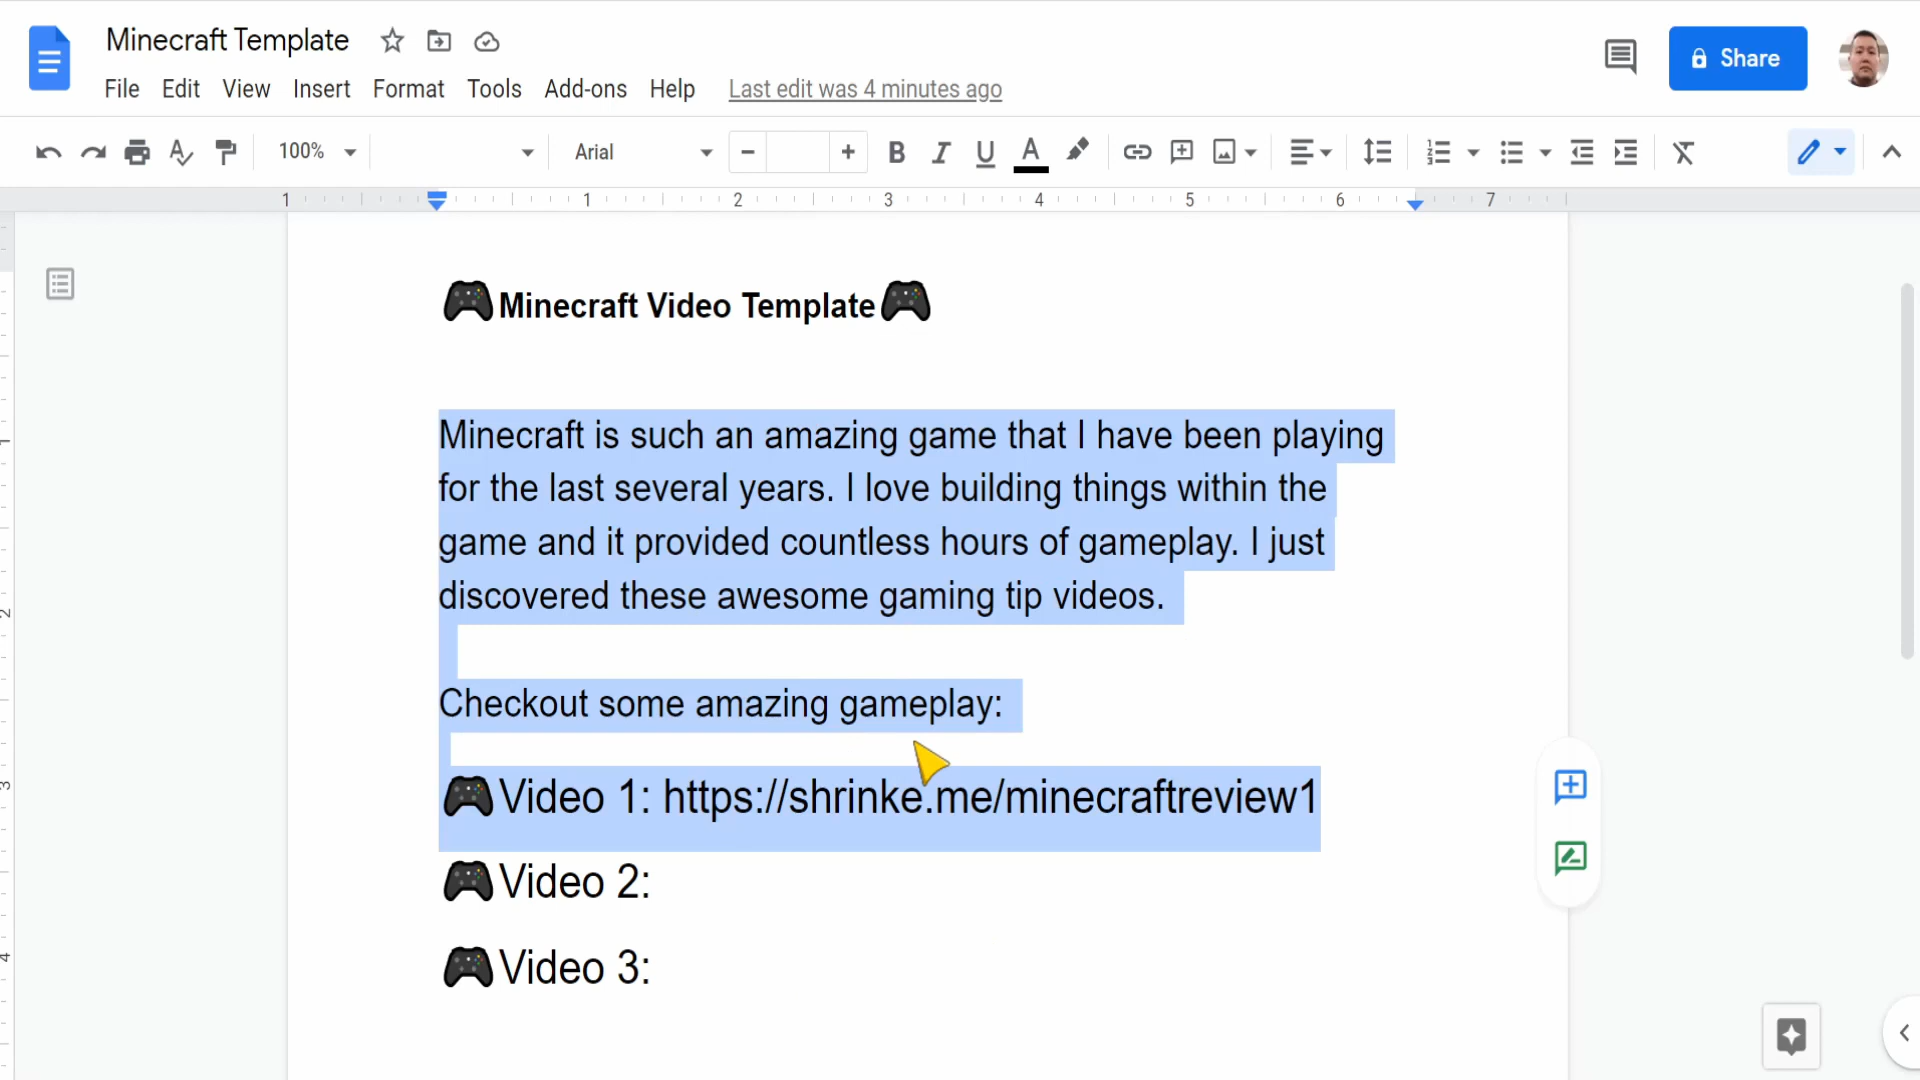 Minecraft Template
Share
File Edit View Insert Format Tools Add-ons Help Last edit was 4 minutes ago
100% Arial
1 1 2 3 4 5 6 7
🎮Minecraft Video Template🎮
Minecraft is such an amazing game that I have been playing
for the last several years. I love building things within the
game and it provided countless hours of gameplay. I just
discovered these awesome gaming tip videos.
Checkout some amazing gameplay:
🎮Video 1: https://shrinke.me/minecraftreview1
🎮Video 2:
🎮Video 3:
1
2
3
4